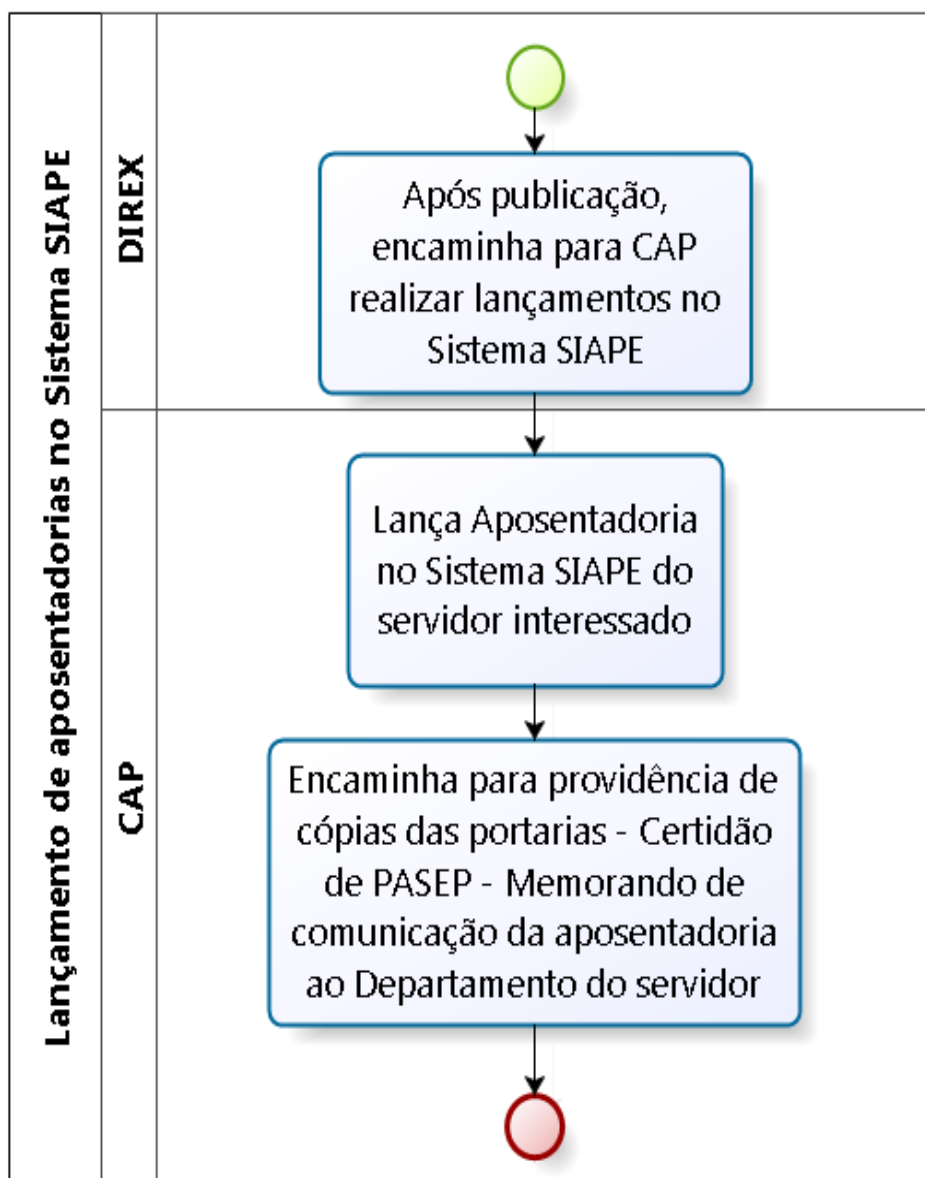 Lançamento de aposentadorias no Sistema SIAPE
DIREX
Após publicação,
encaminha para CAP
realizar lançamentos no
Sistema SIAPE
CAP
Lança Aposentadoria
no Sistema SIAPE do
servidor interessado
Encaminha para providência de
cópias das portarias - Certidão
de PASEP - Memorando de
comunicação da aposentadoria
ao Departamento do servidor